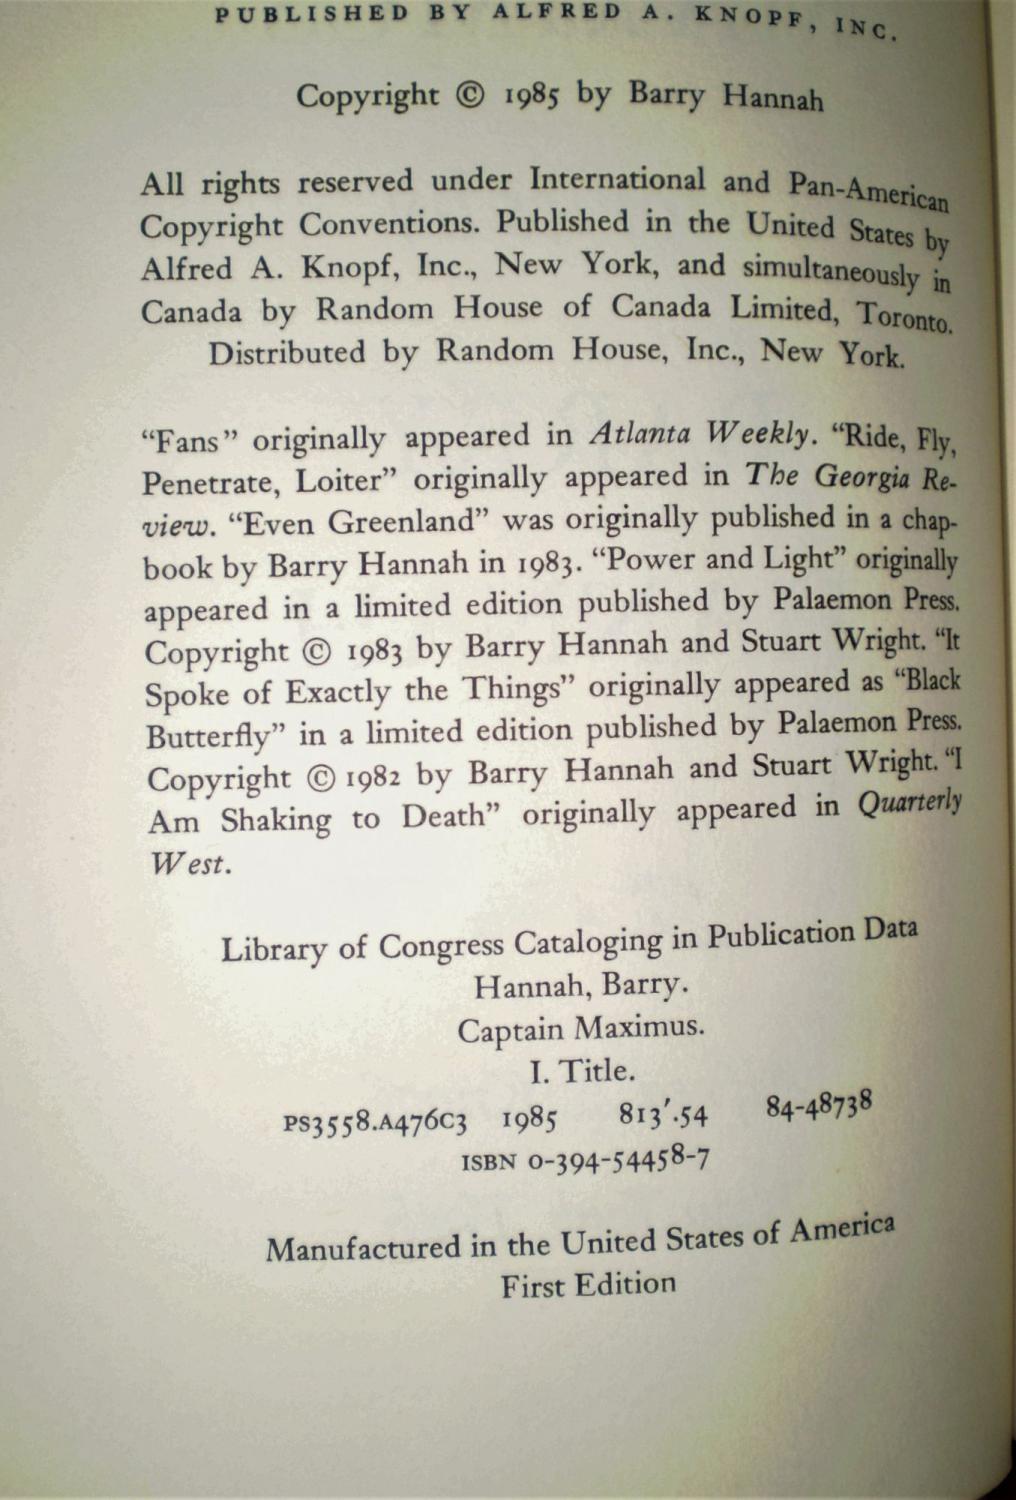 PUBLISHED BY ALFRED A. KNOPF, INC.
Copyright © 1985 by Barry Hannah
All rights reserved under International and Pan-American
Copyright Conventions. Published in the United States by
Alfred A. Knopf, Inc., New York, and simultaneously in
Canada by Random House of Canada Limited, Toronto.
Distributed by Random House, Inc., New York.
“Fans” originally appeared in Atlanta Weekly. “Ride, Fly,
Penetrate, Loiter” originally appeared in The Georgia Re-
view. “Even Greenland” was originally published in a chap-
book by Barry Hannah in 1983. “Power and Light” originally
appeared in a limited edition published by Palaemon Press.
Copyright © 1983 by Barry Hannah and Stuart Wright. “It
Spoke of Exactly the Things” originally appeared as “Black
Butterfly” in a limited edition published by Palaemon Press.
Copyright © 1982 by Barry Hannah and Stuart Wright. “I
Am Shaking to Death” originally appeared in Quarterly
West.
Library of Congress Cataloging in Publication Data
Hannah, Barry.
Captain Maximus.
I. Title.
PS3558.A476C3 1985 813′.54 84-48738
ISBN 0-394-54458-7
Manufactured in the United States of America
First Edition